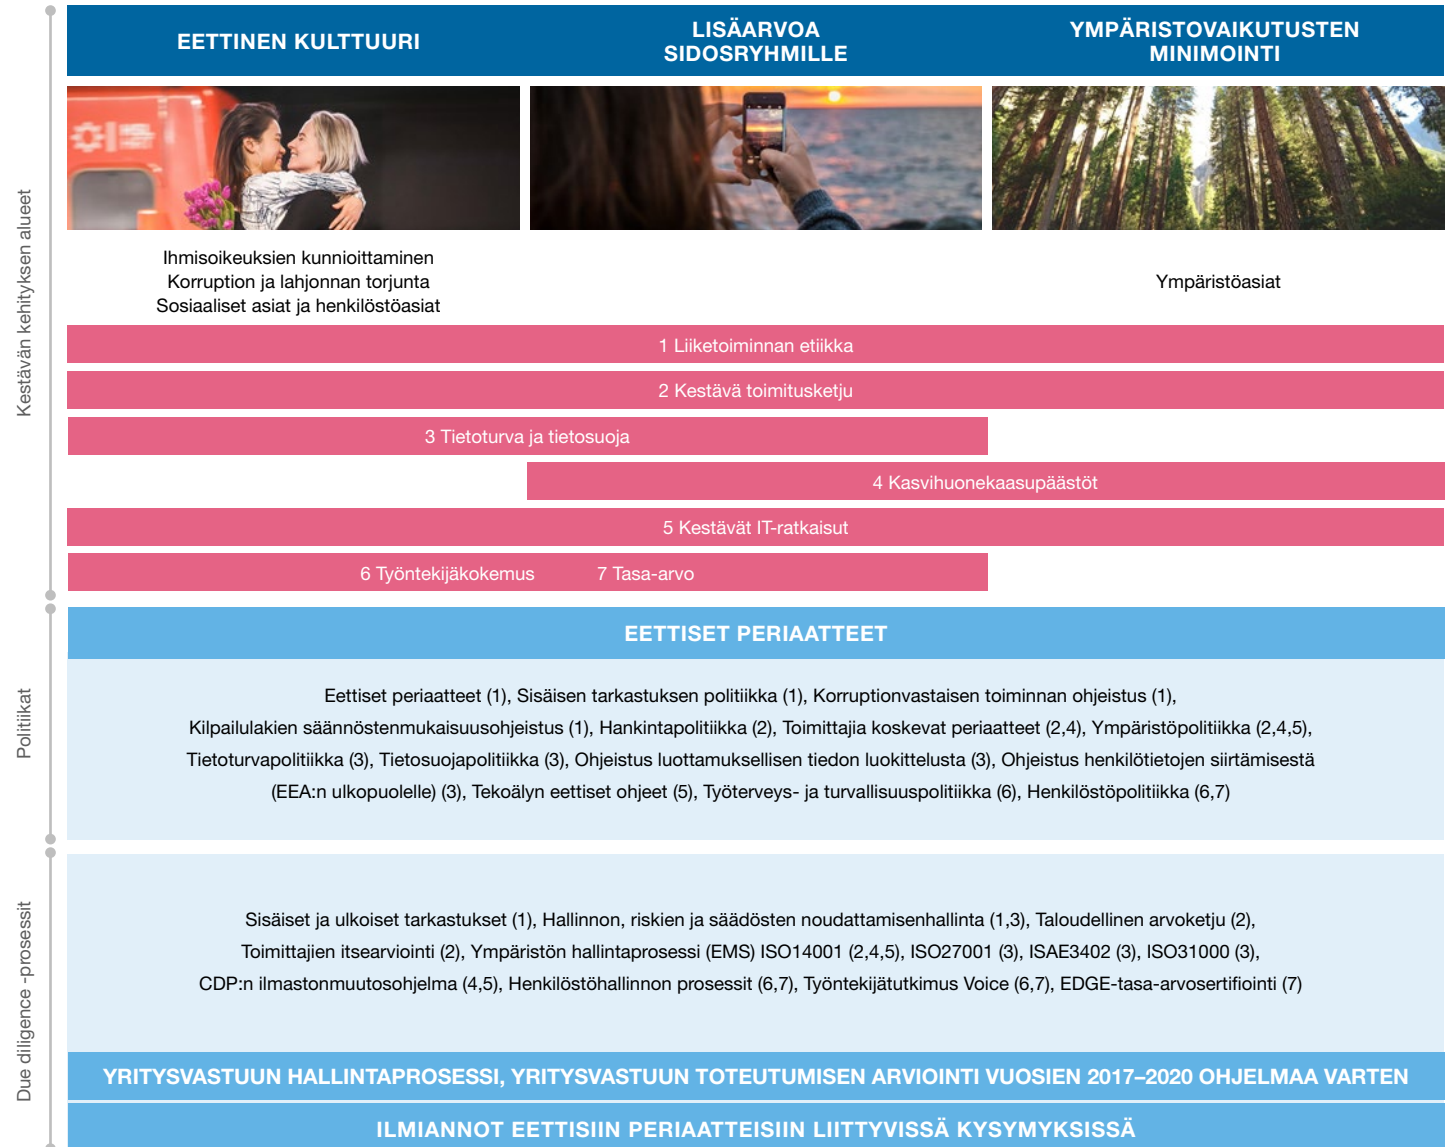 EETTINEN KULTTUURI
LISÄARVOA
SIDOSRYHMILLE
YMPÄRISTOVAIKUTUSTEN
MINIMOINTI
Kestävän kehityksen alueet
Ihmisoikeuksien kunnioittaminen
Korruption ja lahjonnan torjunta
Sosiaaliset asiat ja henkilöstöasiat
Ympäristöasiat
1 Liiketoiminnan etiikka
2 Kestävä toimitusketju
3 Tietoturva ja tietosuoja
4 Kasvihuonekaasupäästöt
5 Kestävät IT-ratkaisut
6 Työntekijäkokemus 7 Tasa-arvo
Politiikat
EETTISET PERIAATTEET
Eettiset periaatteet (1), Sisäisen tarkastuksen politiikka (1), Korruptionvastaisen toiminnan ohjeistus (1),
Kilpailulakien säännöstenmukaisuusohjeistus (1), Hankintapolitiikka (2), Toimittajia koskevat periaatteet (2,4), Ympäristöpolitiikka (2,4,5),
Tietoturvapolitiikka (3), Tietosuojapolitiikka (3), Ohjeistus luottamuksellisen tiedon luokittelusta (3), Ohjeistus henkilötietojen siirtämisestä
(EEA:n ulkopuolelle) (3), Tekoälyn eettiset ohjeet (5), Työterveys- ja turvallisuuspolitiikka (6), Henkilöstöpolitiikka (6,7)
Due diligence -prosessit
Sisäiset ja ulkoiset tarkastukset (1), Hallinnon, riskien ja säädösten noudattamisenhallinta (1,3), Taloudellinen arvoketju (2),
Toimittajien itsearviointi (2), Ympäristön hallintaprosessi (EMS) ISO14001 (2,4,5), ISO27001 (3), ISAE3402 (3), ISO31000 (3),
CDP:n ilmastonmuutosohjelma (4,5), Henkilöstöhallinnon prosessit (6,7), Työntekijätutkimus Voice (6,7), EDGE-tasa-arvosertifiointi (7)
YRITYSVASTUUN HALLINTAPROSESSI, YRITYSVASTUUN TOTEUTUMISEN ARVIOINTI VUOSIEN 2017–2020 OHJELMAA VARTEN
ILMIANNOT EETTISIIN PERIAATTEISIIN LIITTYVISSÄ KYSYMYKSISSÄ